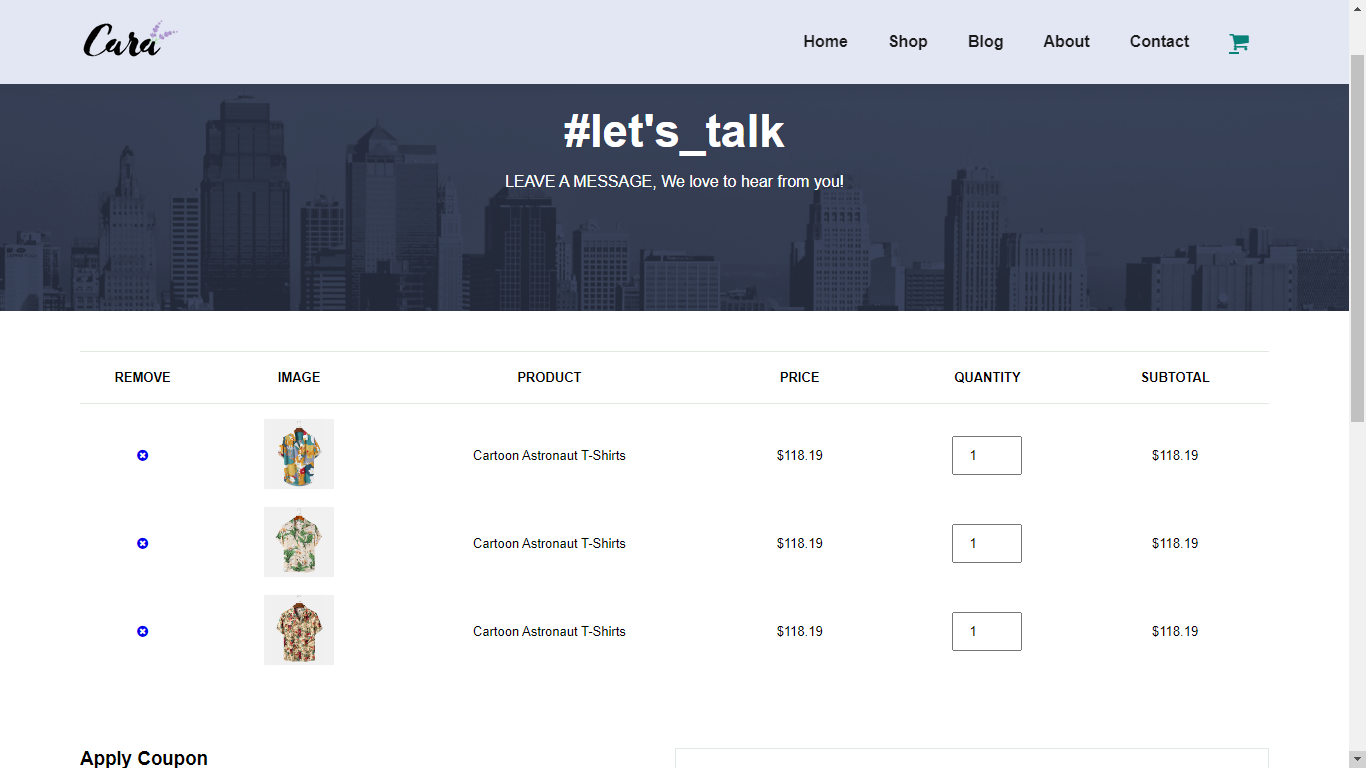 Cara
Home Shop Blog About Contact
#let's_talk
LEAVE A MESSAGE, We love to hear from you!
REMOVE IMAGE PRODUCT PRICE QUANTITY SUBTOTAL
Cartoon Astronaut T-Shirts $118.19 1 $118.19
Cartoon Astronaut T-Shirts $118.19 1 $118.19
Cartoon Astronaut T-Shirts $118.19 1 $118.19
Apply Coupon